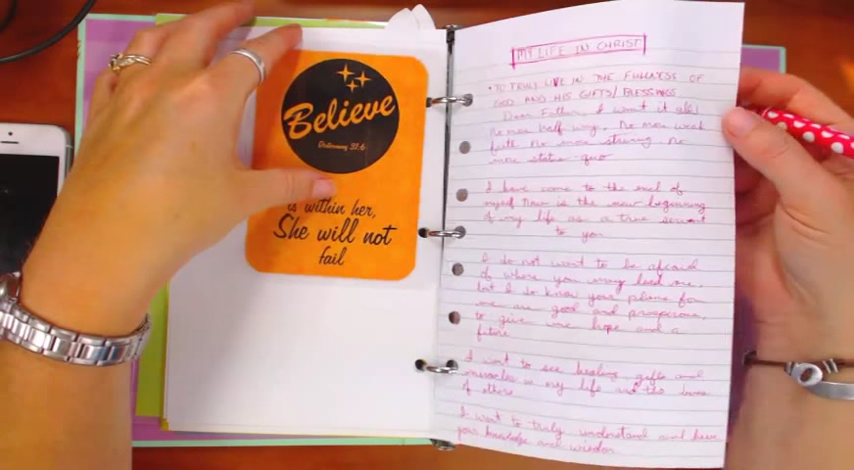 Believe
is within her,
She will not
fail
MY LIFE IN CHRIST
• TO TRULY LIVE IN THE FULLNESS OF
GOD AND HIS GIFTS/BLESSINGS
Dear Father, I want it all
No more half way. No more weak
faith No more striving no
more status-quo
I have come to the end of
myself Now is the new beginning
of my life as a true servant
to you
I do not want to be afraid
of where you may lead me.
but I do know your plans for
me are good and prosperous,
to give me hope and a
future.
I want to see healing, gifts and
miracles in my life and the lives
of others.
I want to truly understand and have
your knowledge and wisdom